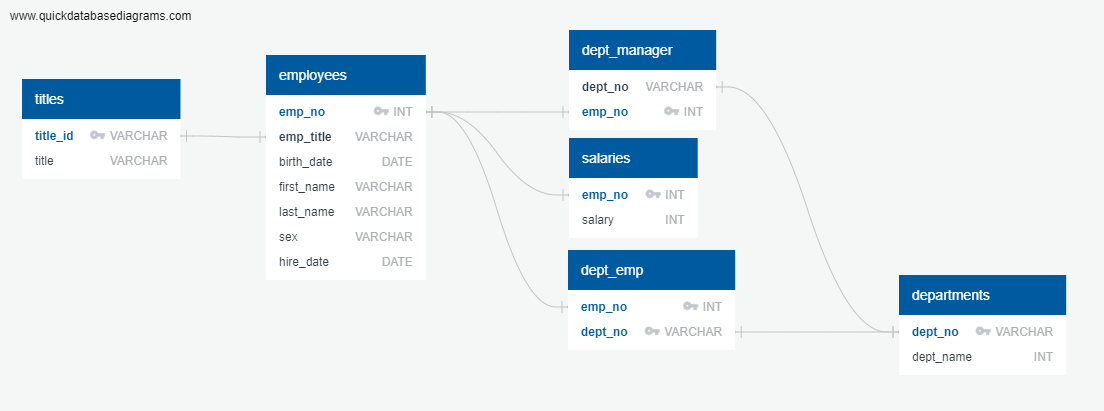 www.quickdatabasediagrams.com
titles
title_id VARCHAR
title VARCHAR
employees
emp_no INT
emp_title VARCHAR
birth_date DATE
first_name VARCHAR
last_name VARCHAR
sex VARCHAR
hire_date DATE
dept_manager
dept_no VARCHAR
emp_no INT
salaries
emp_no INT
salary INT
dept_emp
emp_no INT
dept_no VARCHAR
departments
dept_no VARCHAR
dept_name INT